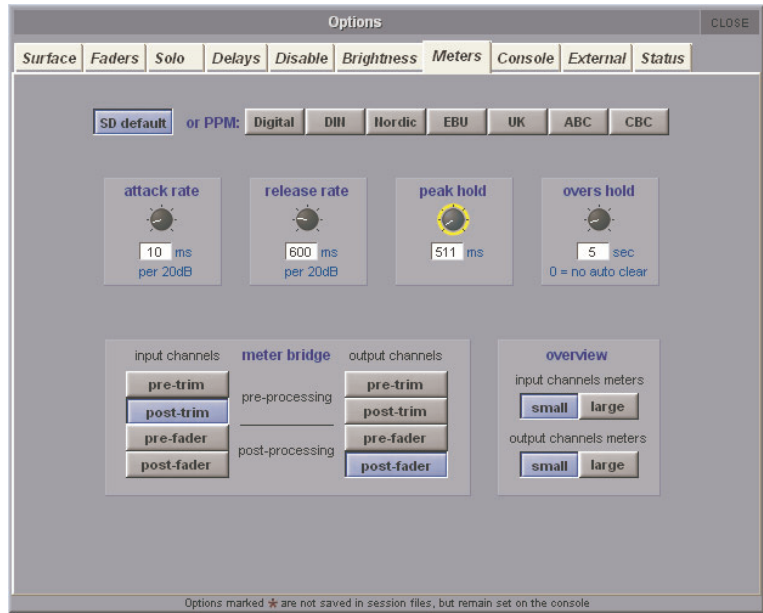 Options
CLOSE
Surface Faders Solo Delays Disable Brightness Meters Console External Status
SD default or PPM: Digital DIN Nordic EBU UK ABC CBC
attack rate release rate peak hold overs hold
10 ms 600 ms 511 ms 5 sec
per 20dB per 20dB 0 = no auto clear
input channels meter bridge output channels
pre-trim pre-trim
pre-processing
post-trim post-trim
pre-fader pre-fader
post-processing
post-fader post-fader
overview
input channels meters
small large
output channels meters
small large
Options marked * are not saved in session files, but remain set on the console